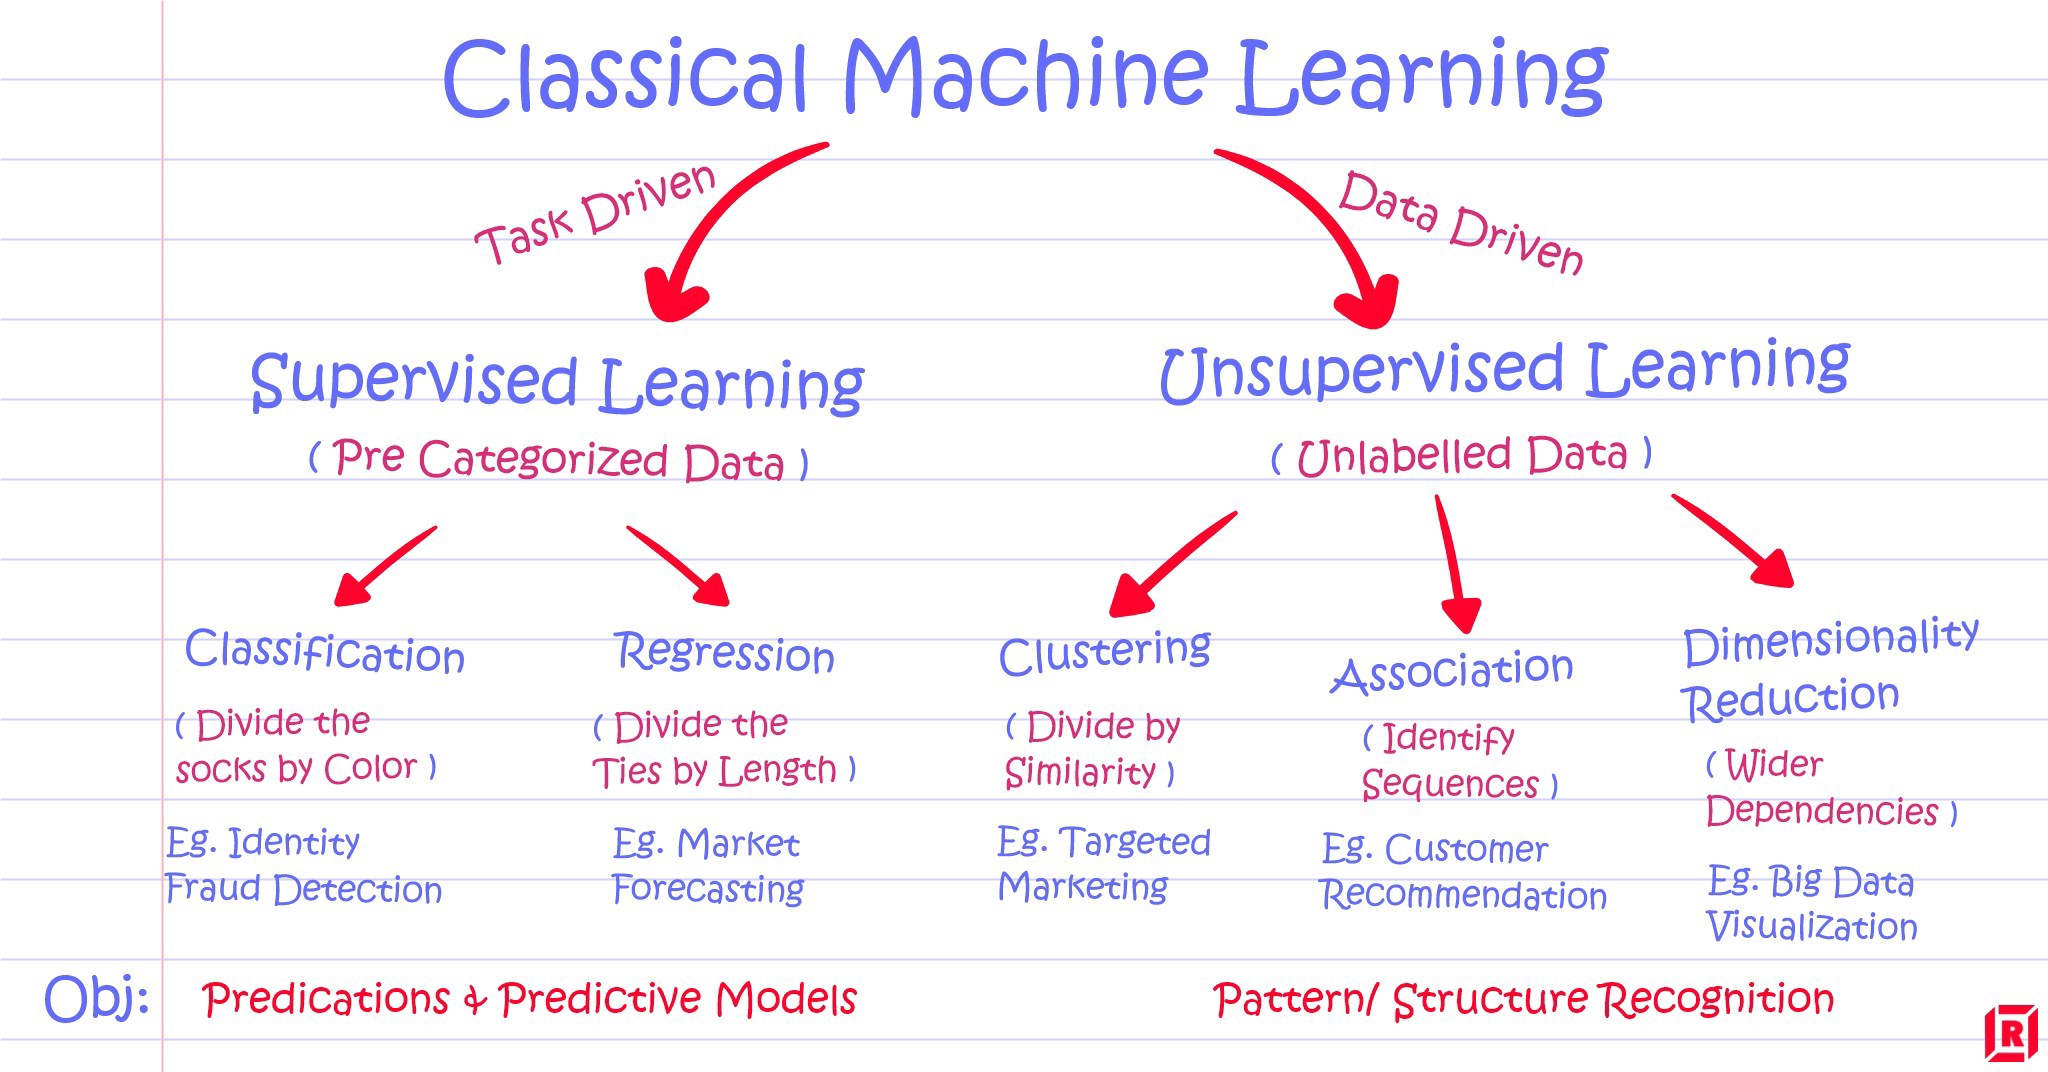 Classical Machine Learning
Task Driven
Data Driven
Supervised Learning
( Pre Categorized Data )
Unsupervised Learning
( Unlabelled Data )
Classification
( Divide the
socks by Color )
Eg. Identity
Fraud Detection
Regression
( Divide the
Ties by Length )
Eg. Market
Forecasting
Clustering
( Divide by
Similarity )
Eg. Targeted
Marketing
Association
( Identify
Sequences )
Eg. Customer
Recommendation
Dimensionality
Reduction
( Wider
Dependencies )
Eg. Big Data
Visualization
Obj:
Predications & Predictive Models
Pattern/ Structure Recognition
R